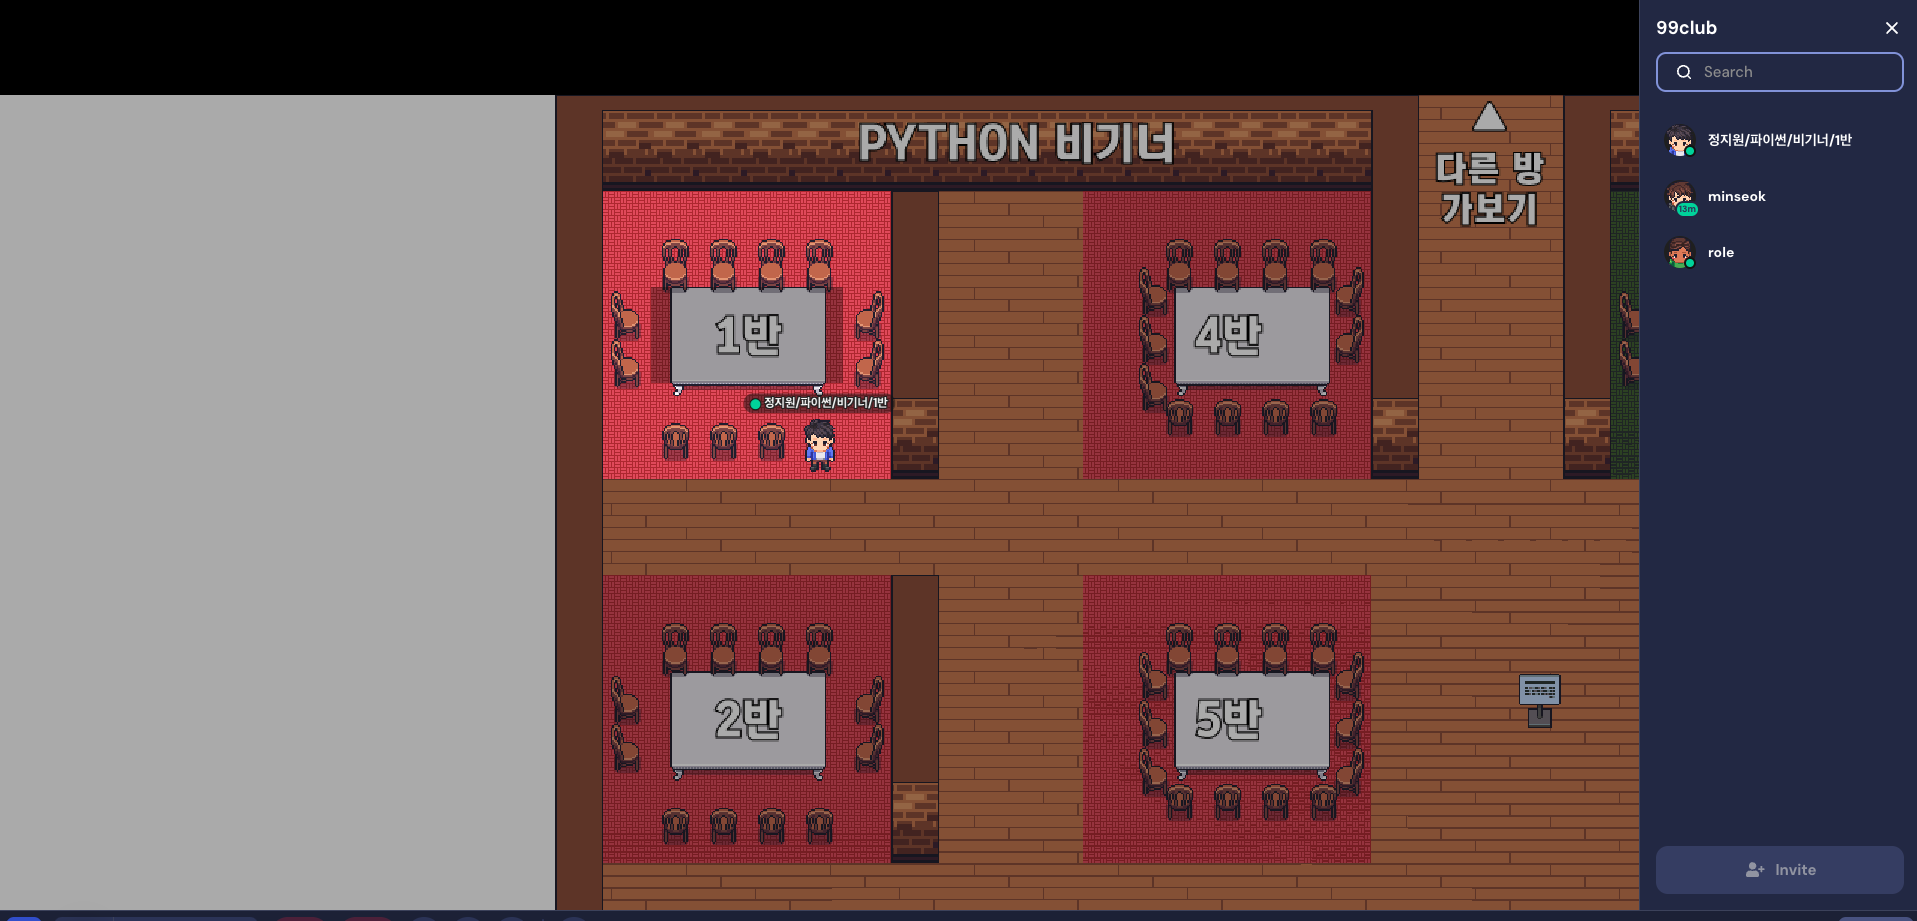 PYTHON 비기너
다른 방
가보기
1반
4반
정지원/파이썬/비기너/1반
2반
5반
99club
Search
정지원/파이썬/비기너/1반
minseok
13m
role
Invite